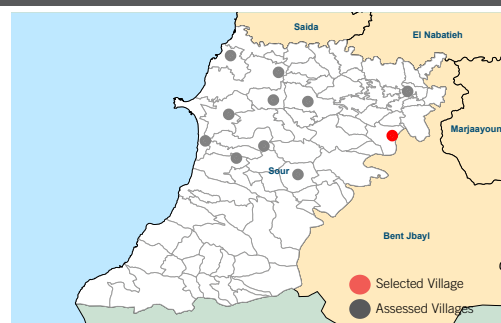 Saida
El Nabatieh
Marjaayoun
Sour
Bent Jbayl
Selected Village
Assessed Villages